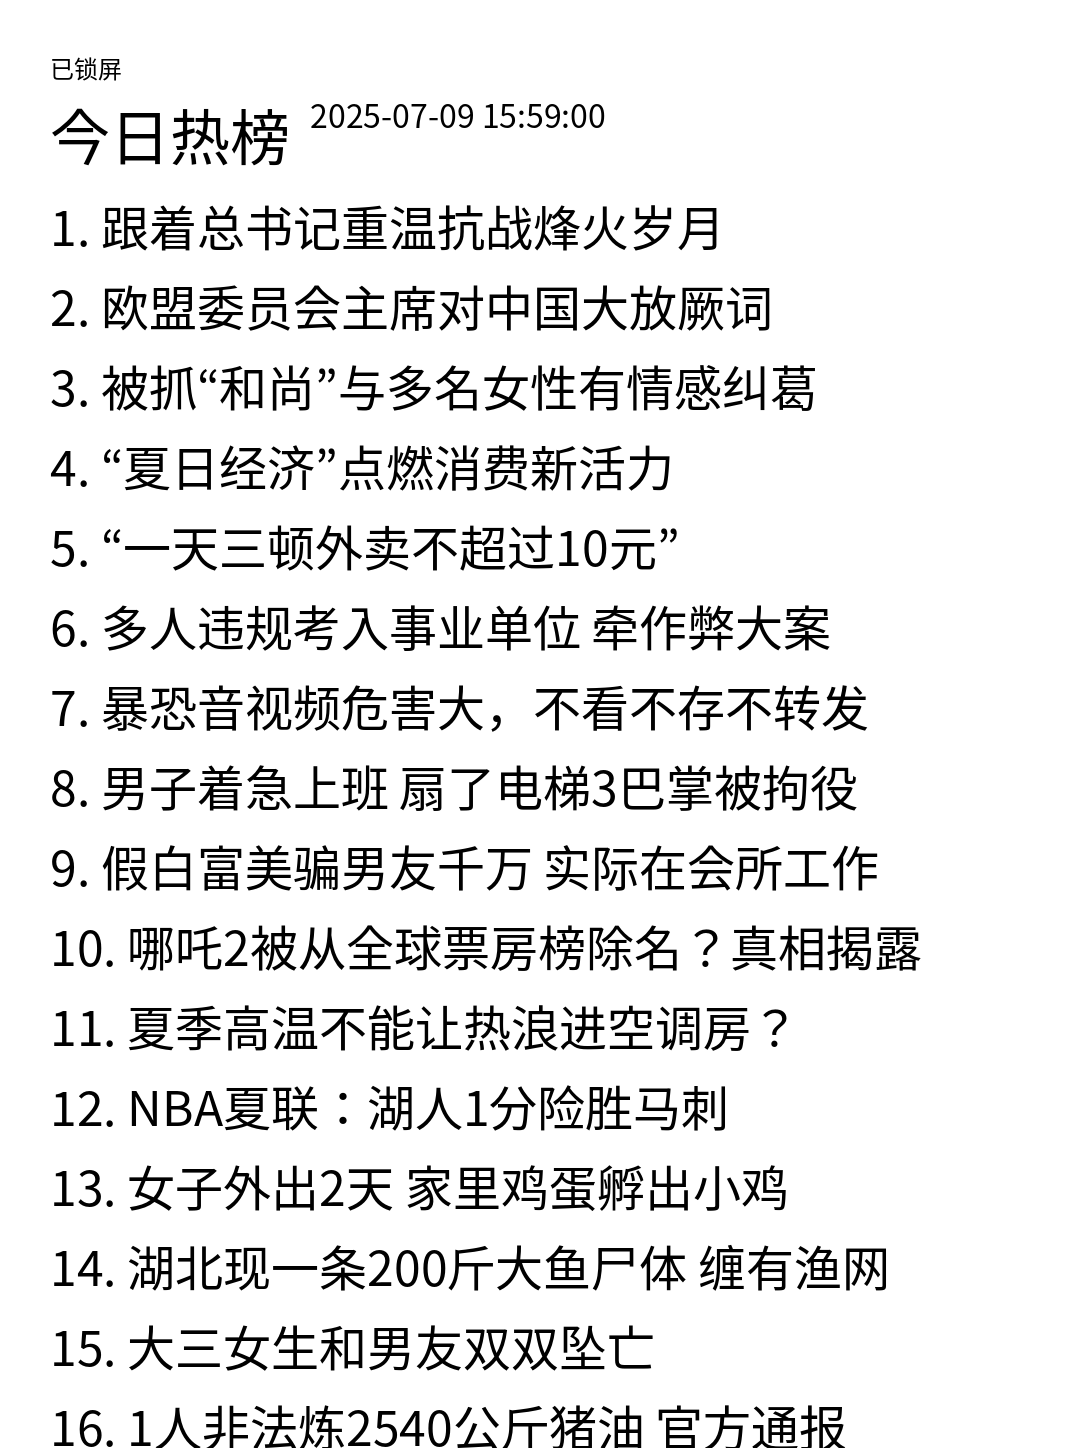 已锁屏
今日热榜 2025-07-09 15:59:00
1. 跟着总书记重温抗战烽火岁月
2. 欧盟委员会主席对中国大放厥词
3. 被抓“和尚”与多名女性有情感纠葛
4. “夏日经济”点燃消费新活力
5. “一天三顿外卖不超过10元”
6. 多人违规考入事业单位 牵作弊大案
7. 暴恐音视频危害大，不看不存不转发
8. 男子着急上班 扇了电梯3巴掌被拘役
9. 假白富美骗男友千万 实际在会所工作
10. 哪吒2被从全球票房榜除名？真相揭露
11. 夏季高温不能让热浪进空调房？
12. NBA夏联：湖人1分险胜马刺
13. 女子外出2天 家里鸡蛋孵出小鸡
14. 湖北现一条200斤大鱼尸体 缠有渔网
15. 大三女生和男友双双坠亡
16. 1人非法炼2540公斤猪油 官方通报